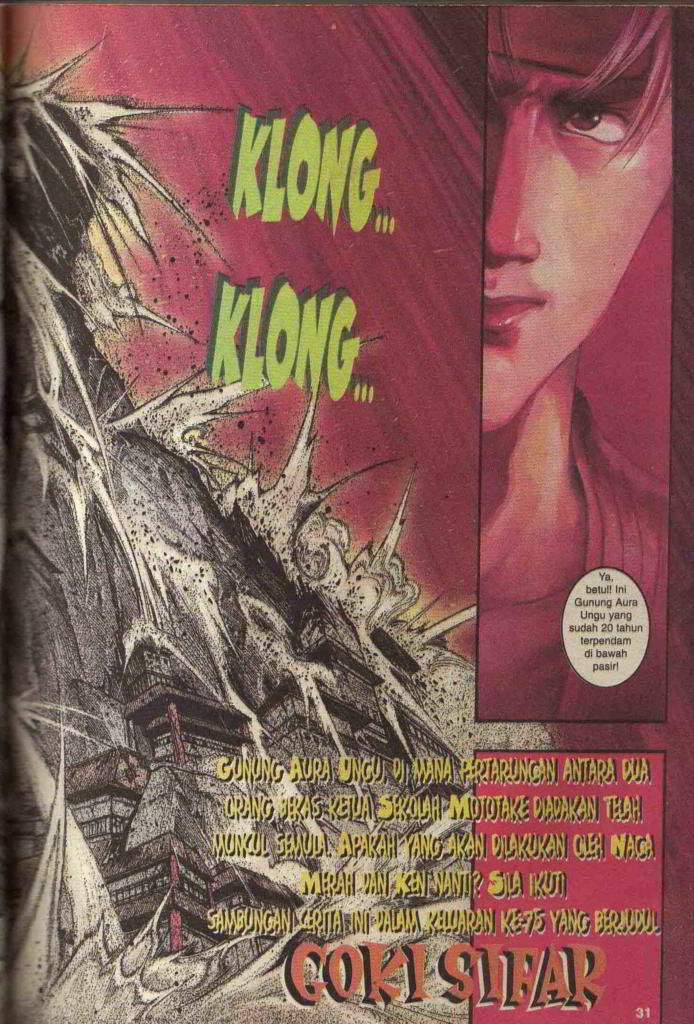 KLONG...
KLONG...
Ya,
betul! Ini
Gunung Aura
Ungu yang
sudah 20 tahun
terpendam
di bawah
pasir!
GUNUNG AURA UNGU, DI MANA PERTARUNGAN ANTARA DUA
ORANG BEKAS KETUA SEKOLAH MOTOTAKE DIADAKAN TELAH
MUNCUL SEMULA. APAKAH YANG AKAN DILAKUKAN OLEH NAGA
MERAH DAN KEN NANTI? SILA IKUTI
SAMBUNGAN CERITA INI DALAM KELUARAN KE-75 YANG BERJUDUL
GOKI SIFAR
31